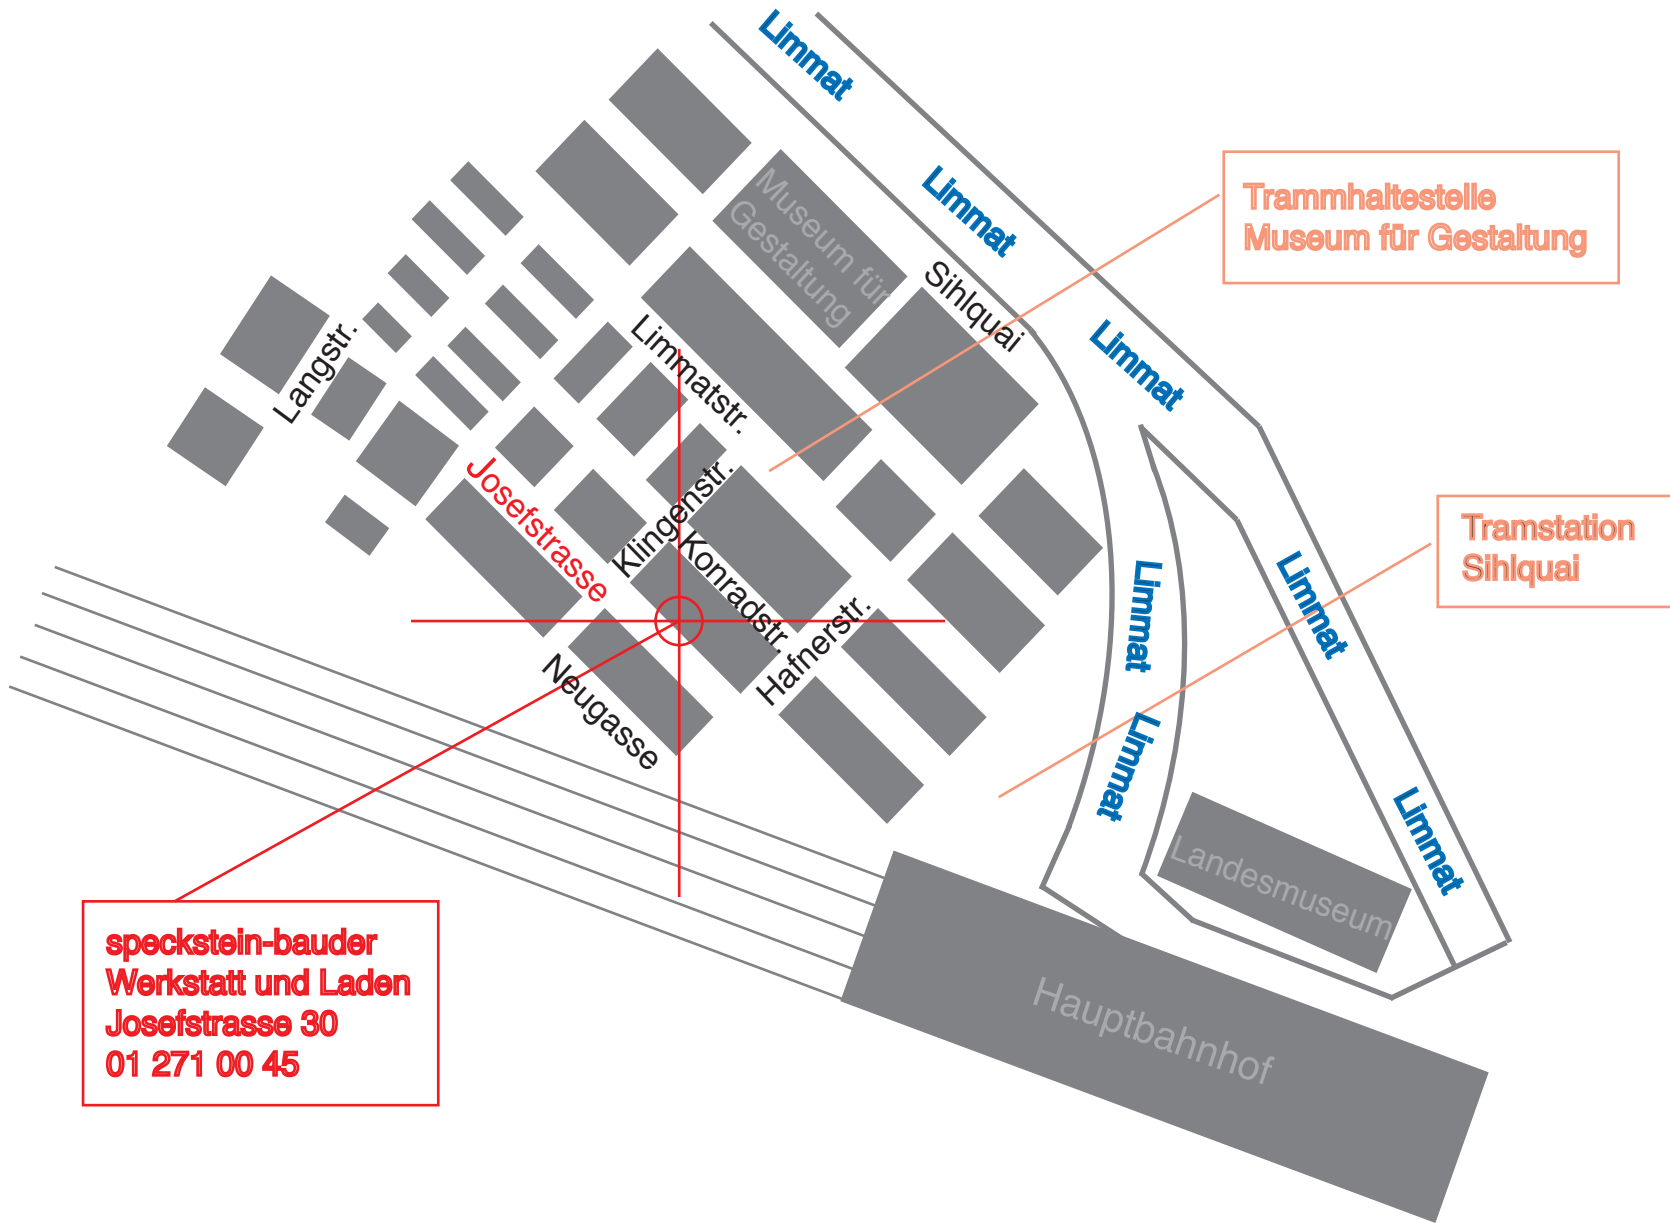 Limmat
Limmat
Trammhaltestelle
Museum für Gestaltung
Museum für
Gestaltung
Sihlquai
Limmat
Langstr.
Limmatstr.
Josefstrasse
Klingenstr.
Konradstr.
Tramstation
Sihlquai
Limmat
Limmat
Hafnerstr.
Neugasse
Limmat
Limmat
Landesmuseum
speckstein-bauder
Werkstatt und Laden
Josefstrasse 30
01 271 00 45
Hauptbahnhof